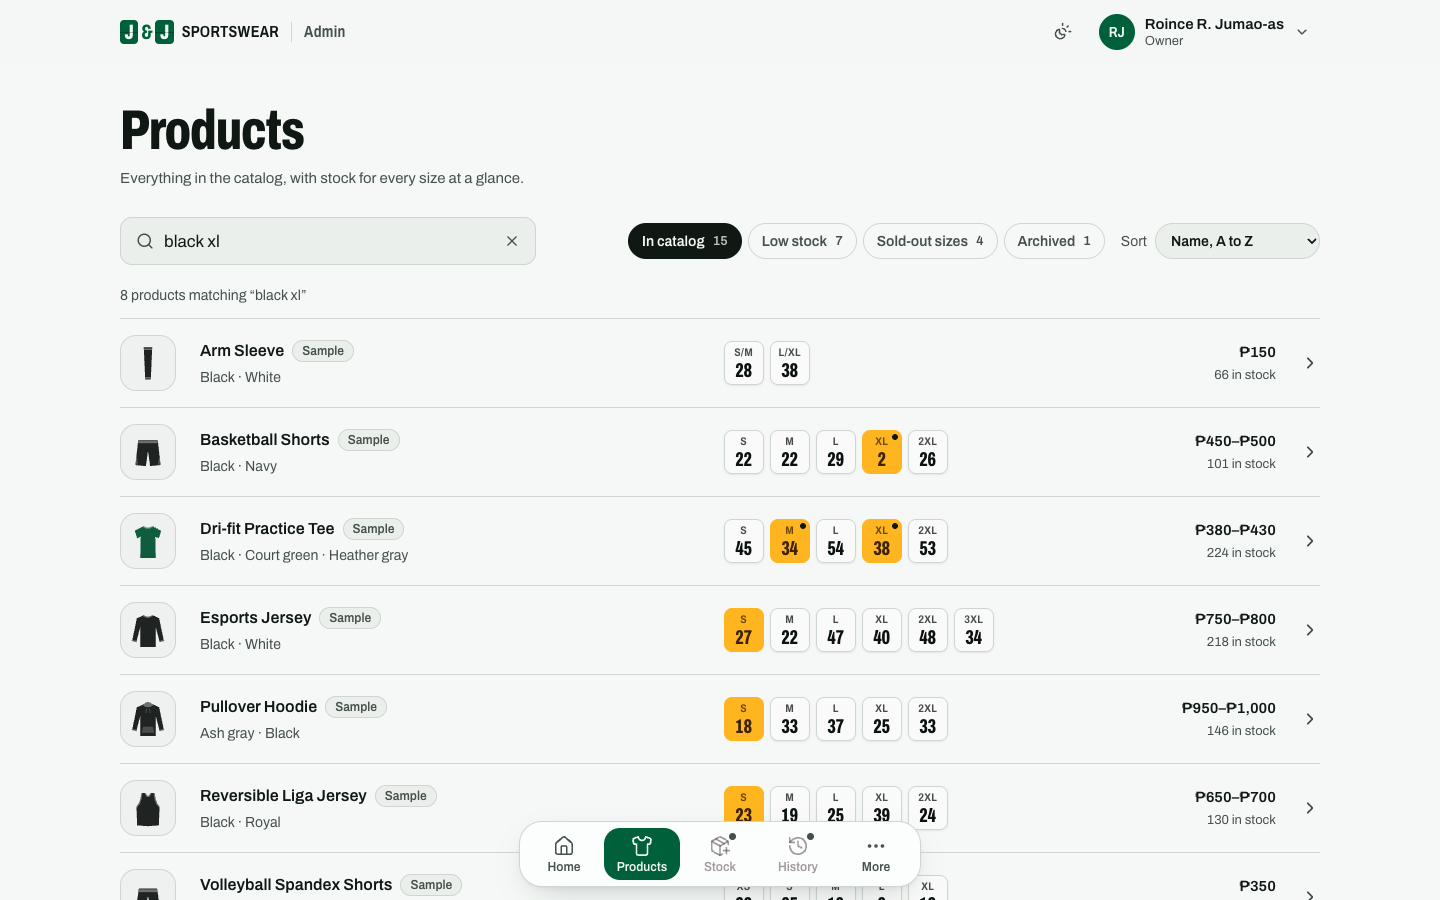 J & J SPORTSWEAR Admin
RJ Roince R. Jumao-as
Owner
Products
Everything in the catalog, with stock for every size at a glance.
black xl
In catalog 15 Low stock 7 Sold-out sizes 4 Archived 1 Sort Name, A to Z
8 products matching “black xl”
Arm Sleeve Sample
Black · White
S/M 28 L/XL 38
₱150
66 in stock
Basketball Shorts Sample
Black · Navy
S 22 M 22 L 29 XL 2 2XL 26
₱450–₱500
101 in stock
Dri-fit Practice Tee Sample
Black · Court green · Heather gray
S 45 M 34 L 54 XL 38 2XL 53
₱380–₱430
224 in stock
Esports Jersey Sample
Black · White
S 27 M 22 L 47 XL 40 2XL 48 3XL 34
₱750–₱800
218 in stock
Pullover Hoodie Sample
Ash gray · Black
S 18 M 33 L 37 XL 25 2XL 33
₱950–₱1,000
146 in stock
Reversible Liga Jersey Sample
Black · Royal
S 23 M 19 L 25 XL 39 2XL 24
₱650–₱700
130 in stock
Volleyball Spandex Shorts Sample
XL
₱350
Home Products Stock History More